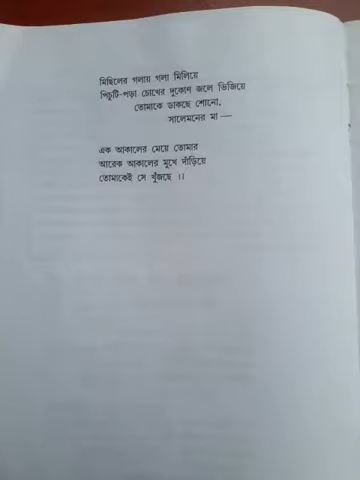 মিছিলের গলায় গলা মিলিয়ে
পিচুটি-পড়া চোখের দুকোণ জলে ভিজিয়ে
তোমাকে ডাকছে শোনো,
সালেমনের মা —
এক আকালের মেয়ে তোমার
আরেক আকালের মুখে দাঁড়িয়ে
তোমাকেই সে খুঁজছে ।।